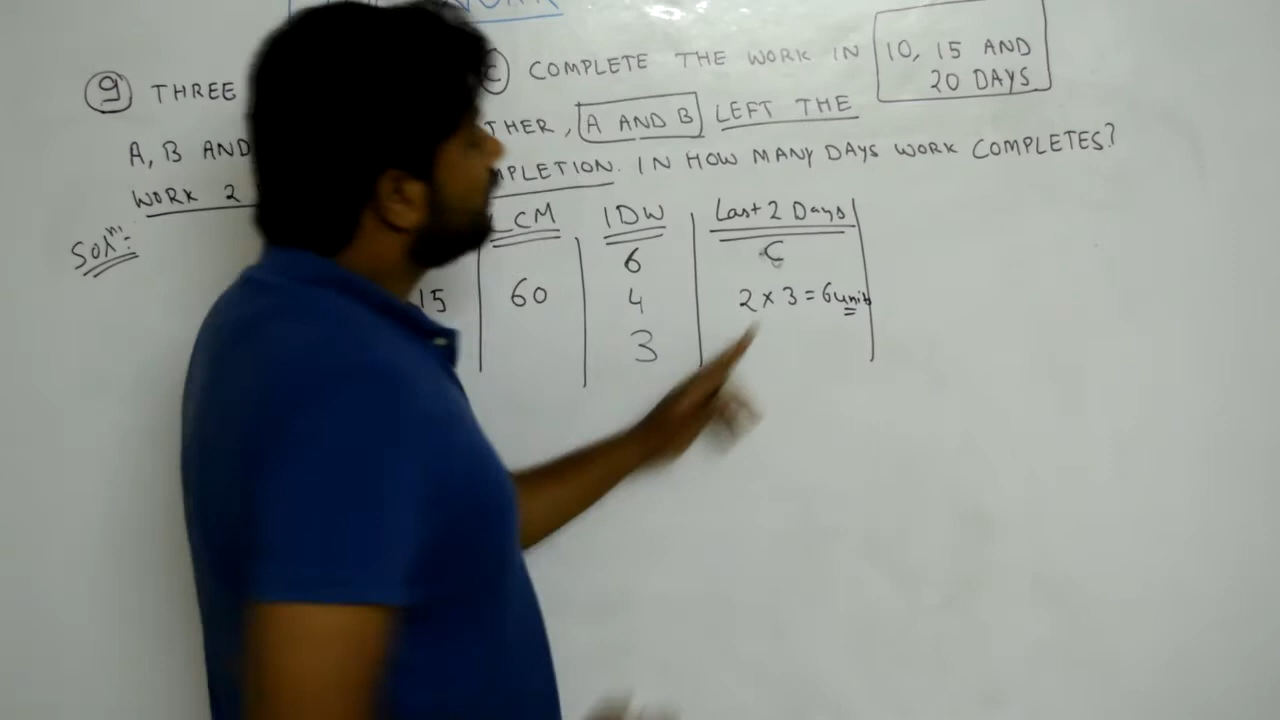 9 THREE C COMPLETE THE WORK IN 10, 15 AND
20 DAYS
A, B AND THER, A AND B LEFT THE
WORK 2 MPLETION. IN HOW MANY DAYS WORK COMPLETES?
Solⁿ:
LCM 1DW Last 2 Days
6 C
15 60 4 2 × 3 = 6 unit
3